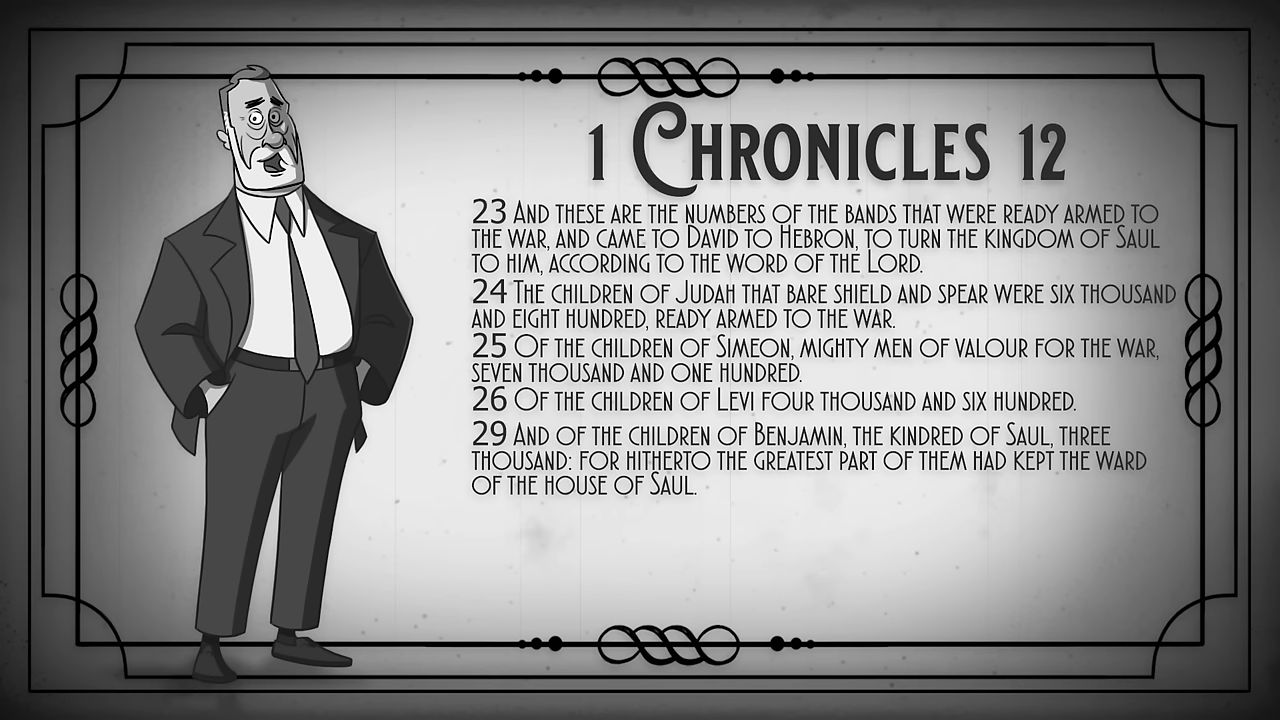 1 Chronicles 12
23 And these are the numbers of the bands that were ready armed to
the war, and came to David to Hebron, to turn the kingdom of Saul
to him, according to the word of the Lord.
24 The children of Judah that bare shield and spear were six thousand
and eight hundred, ready armed to the war.
25 Of the children of Simeon, mighty men of valour for the war,
seven thousand and one hundred.
26 Of the children of Levi four thousand and six hundred.
29 And of the children of Benjamin, the kindred of Saul, three
thousand: for hitherto the greatest part of them had kept the ward
of the house of Saul.